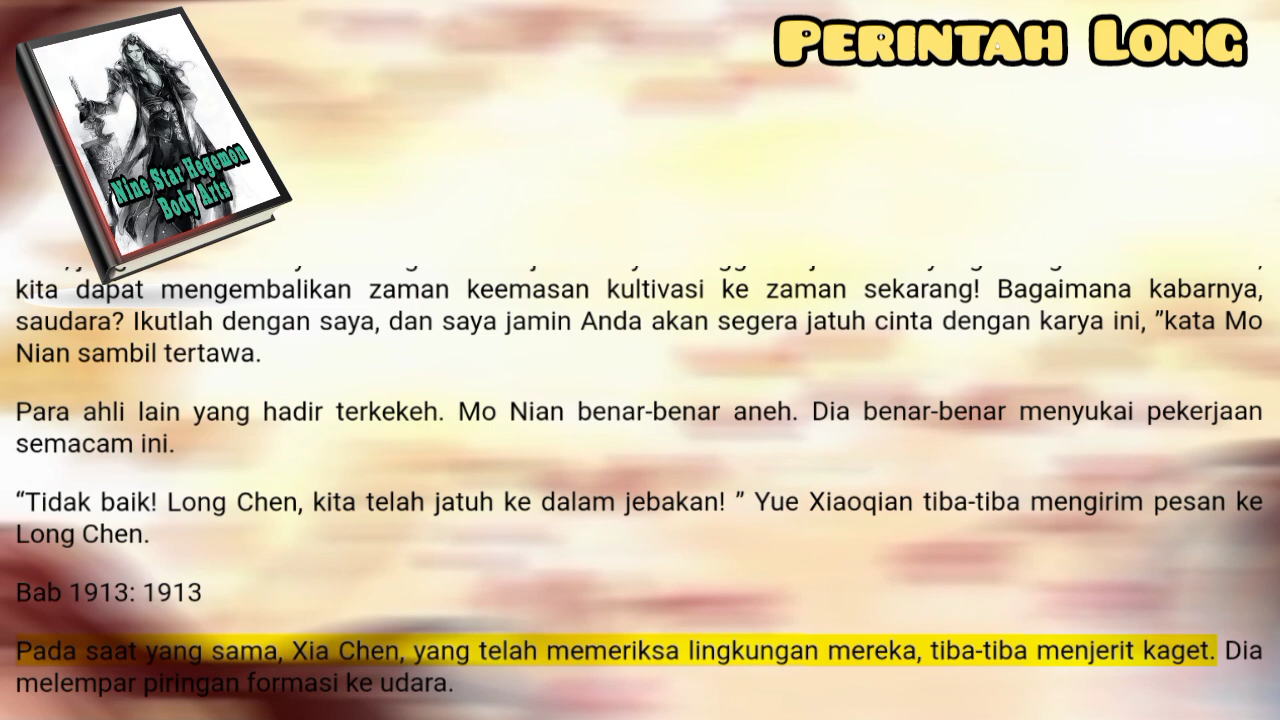 PERINTAH LONG
Nine Star Hegemon
Body Arts
kita dapat mengembalikan zaman keemasan kultivasi ke zaman sekarang! Bagaimana kabarnya,
saudara? Ikutlah dengan saya, dan saya jamin Anda akan segera jatuh cinta dengan karya ini, ”kata Mo
Nian sambil tertawa.
Para ahli lain yang hadir terkekeh. Mo Nian benar-benar aneh. Dia benar-benar menyukai pekerjaan
semacam ini.
“Tidak baik! Long Chen, kita telah jatuh ke dalam jebakan! ” Yue Xiaoqian tiba-tiba mengirim pesan ke
Long Chen.
Bab 1913: 1913
Pada saat yang sama, Xia Chen, yang telah memeriksa lingkungan mereka, tiba-tiba menjerit kaget. Dia
melempar piringan formasi ke udara.